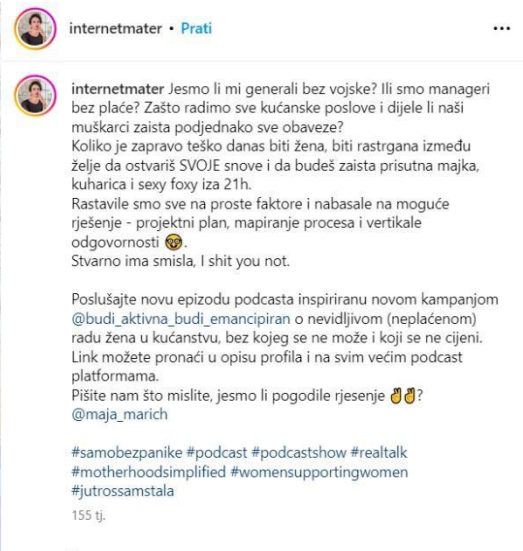 internetmater • Prati
internetmater Jesmo li mi generali bez vojske? Ili smo manageri
bez plaće? Zašto radimo sve kućanske poslove i dijele li naši
muškarci zaista podjednako sve obaveze?
Koliko je zapravo teško danas biti žena, biti rastrgana između
želje da ostvariš SVOJE snove i da budeš zaista prisutna majka,
kuharica i sexy foxy iza 21h.
Rastavile smo sve na proste faktore i nabasale na moguće
rješenje - projektni plan, mapiranje procesa i vertikale
odgovornosti 🤓.
Stvarno ima smisla, I shit you not.
Poslušajte novu epizodu podcasta inspiriranu novom kampanjom
@budi_aktivna_budi_emancipiran o nevidljivom (neplaćenom)
radu žena u kućanstvu, bez kojeg se ne može i koji se ne cijeni.
Link možete pronaći u opisu profila i na svim većim podcast
platformama.
Pišite nam što mislite, jesmo li pogodile rjesenje ✌️✌️?
@maja_marich
#samobezpanike #podcast #podcastshow #realtalk
#motherhoodsimplified #womensupportingwomen
#jutrossamstala
155 tj.